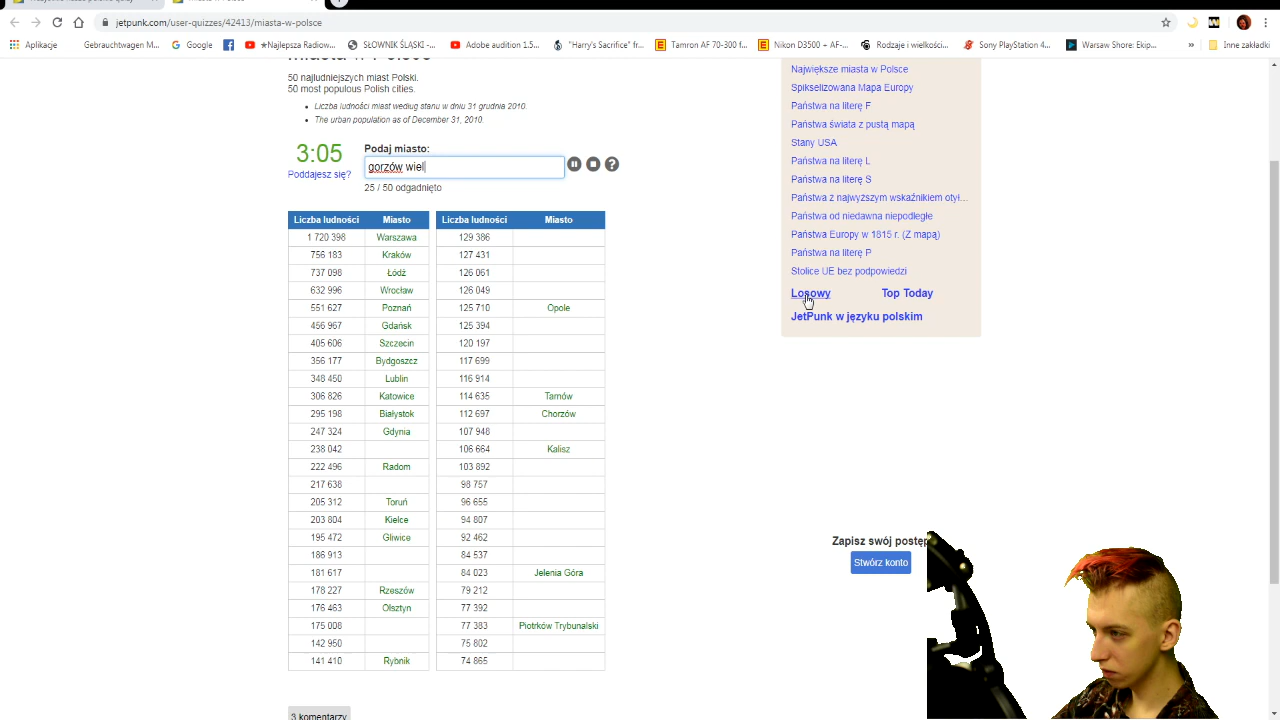 jetpunk.com/user-quizzes/42413/miasta-w-polsce
Aplikacje Gebrauchtwagen M... Google ★Najlepsza Radiow... SŁOWNIK ŚLĄSKI -... Adobe audition 1.5... "Harry's Sacrifice" fr... Tamron AF 70-300 f... Nikon D3500 + AF-... Rodzaje i wielkości... Sony PlayStation 4... Warsaw Shore: Ekip... » Inne zakładki
50 najludniejszych miast Polski.
50 most populous Polish cities.
• Liczba ludności miast według stanu w dniu 31 grudnia 2010.
• The urban population as of December 31, 2010.
3:05
Poddajesz się?
Podaj miasto:
gorzów wiel
25 / 50 odgadnięto
Liczba ludności Miasto Liczba ludności Miasto
1 720 398 Warszawa 129 386
756 183 Kraków 127 431
737 098 Łódź 126 061
632 996 Wrocław 126 049
551 627 Poznań 125 710 Opole
456 967 Gdańsk 125 394
405 606 Szczecin 120 197
356 177 Bydgoszcz 117 699
348 450 Lublin 116 914
306 826 Katowice 114 635 Tarnów
295 198 Białystok 112 697 Chorzów
247 324 Gdynia 107 948
238 042 106 664 Kalisz
222 496 Radom 103 892
217 638 98 757
205 312 Toruń 96 655
203 804 Kielce 94 807
195 472 Gliwice 92 462
186 913 84 537
181 617 84 023 Jelenia Góra
178 227 Rzeszów 79 212
176 463 Olsztyn 77 392
175 008 77 383 Piotrków Trybunalski
142 950 75 802
141 410 Rybnik 74 865
3 komentarzy
Największe miasta w Polsce
Spikselizowana Mapa Europy
Państwa na literę F
Państwa świata z pustą mapą
Stany USA
Państwa na literę L
Państwa na literę S
Państwa z najwyższym wskaźnikiem otył...
Państwa od niedawna niepodległe
Państwa Europy w 1815 r. (Z mapą)
Państwa na literę P
Stolice UE bez podpowiedzi
Losowy Top Today
JetPunk w języku polskim
Zapisz swój postęp
Stwórz konto